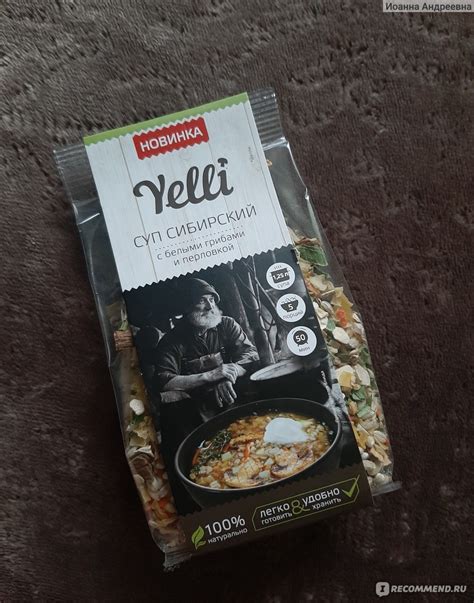 Иоанна Андреевна
НОВИНКА
Yelli
СУП СИБИРСКИЙ
С БЕЛЫМИ ГРИБАМИ
И ПЕРЛОВКОЙ
1,25 л
супа
5
порций
50
мин
100%
натурально
ЛЕГКО
готовить
&
УДОБНО
хранить
I RECOMMEND.RU